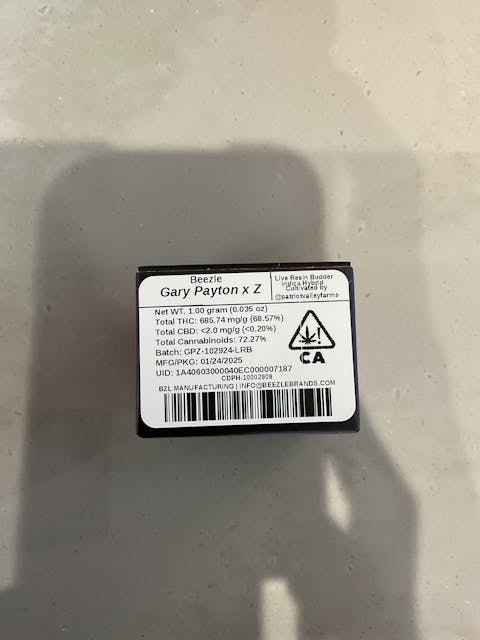 Beezle
Gary Payton x Z
Live Resin Budder
Indica Hybrid
Cultivated by
@patriotvalleyfarms
Net WT. 1.00 gram (0.035 oz)
Total THC: 685.74 mg/g (68.57%)
Total CBD: <2.0 mg/g (<0.20%)
Total Cannabinoids: 72.27%
Batch: GPZ-102924-LRB
MFG/PKG: 01/24/2025
UID: 1A40603000040EC000007187
CDPH-10002909
BZL MANUFACTURING | INFO@BEEZLEBRANDS.COM
!
CA